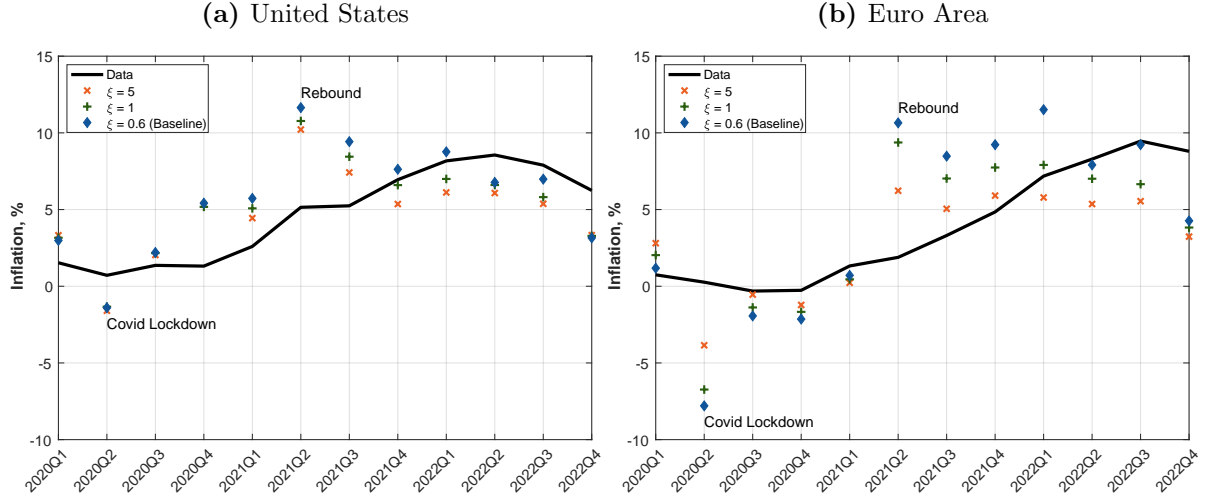 (a) United States
Inflation, %
15
10
5
0
-5
-10
Data
ξ = 5
ξ = 1
ξ = 0.6 (Baseline)
Rebound
Covid Lockdown
2020Q1
2020Q2
2020Q3
2020Q4
2021Q1
2021Q2
2021Q3
2021Q4
2022Q1
2022Q2
2022Q3
2022Q4
(b) Euro Area
Inflation, %
15
10
5
0
-5
-10
Data
ξ = 5
ξ = 1
ξ = 0.6 (Baseline)
Rebound
Covid Lockdown
2020Q1
2020Q2
2020Q3
2020Q4
2021Q1
2021Q2
2021Q3
2021Q4
2022Q1
2022Q2
2022Q3
2022Q4